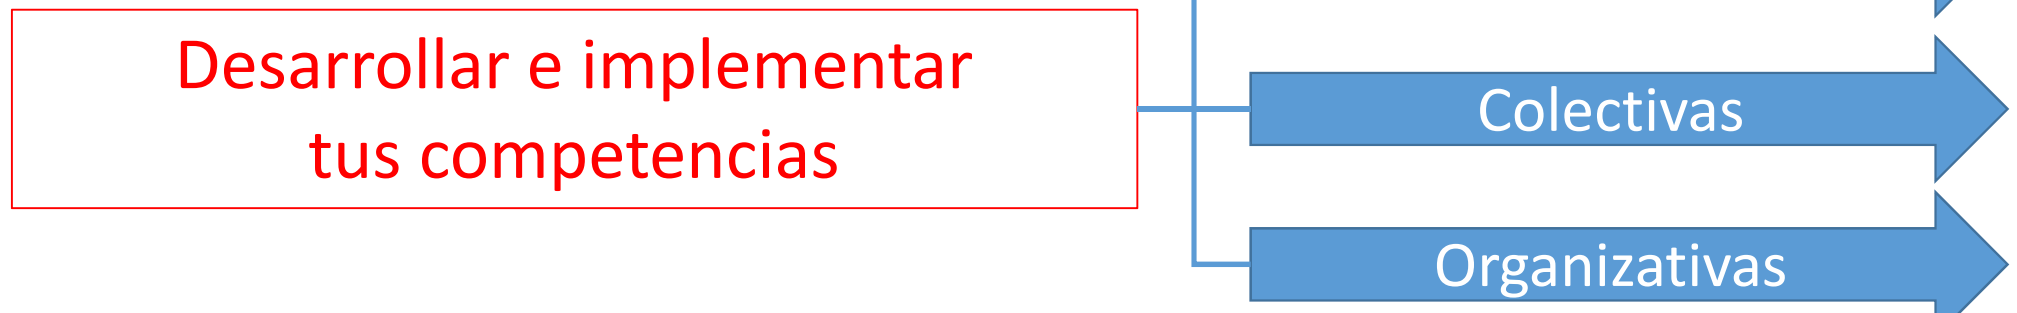 Desarrollar e implementar
tus competencias
Colectivas
Organizativas